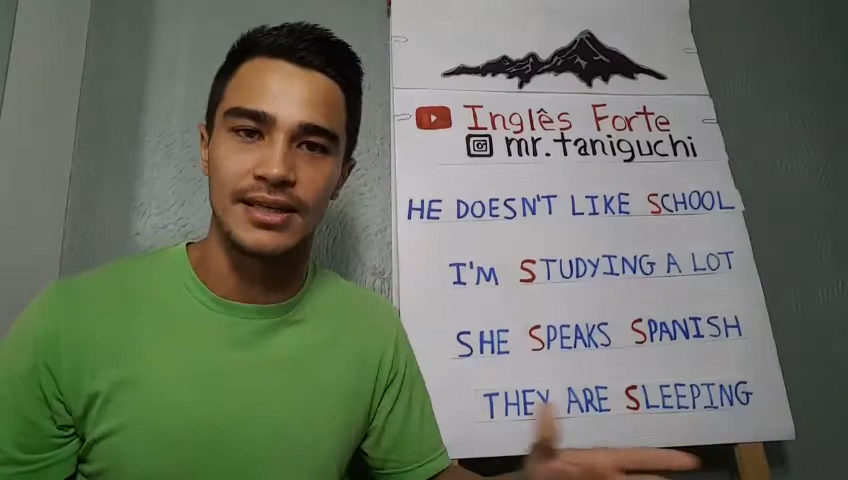 Inglês Forte
mr.taniguchi
HE DOESN'T LIKE SCHOOL
I'M STUDYING A LOT
SHE SPEAKS SPANISH
THEY ARE SLEEPING